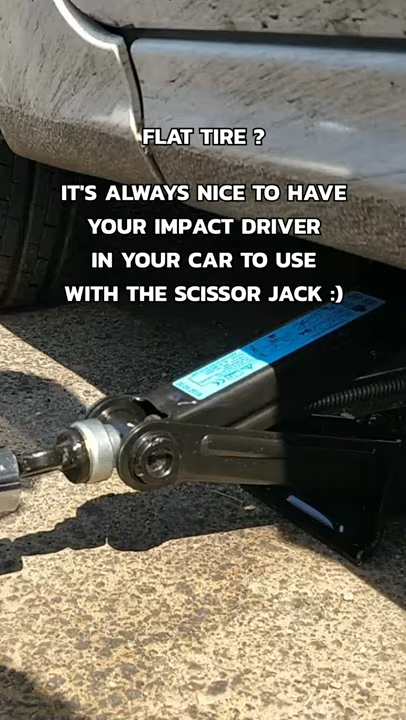 FLAT TIRE ?
IT'S ALWAYS NICE TO HAVE
YOUR IMPACT DRIVER
IN YOUR CAR TO USE
WITH THE SCISSOR JACK :)